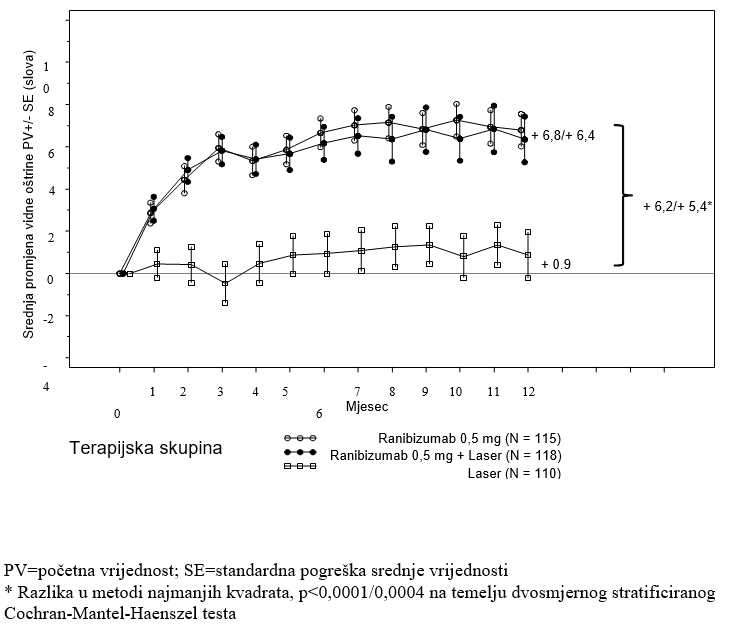 Srednja promjena vidne oštrine PV+/- SE (slova)
1
0
8
6
4
2
0
-2
-
4
+ 6,8/+ 6,4
+ 6,2/+ 5,4*
+ 0.9
1 2 3 4 5 7 8 9 10 11 12
0 6
Mjesec
Terapijska skupina
Ranibizumab 0,5 mg (N = 115)
Ranibizumab 0,5 mg + Laser (N = 118)
Laser (N = 110)
PV=početna vrijednost; SE=standardna pogreška srednje vrijednosti
* Razlika u metodi najmanjih kvadrata, p<0,0001/0,0004 na temelju dvosmjernog stratificiranog
Cochran-Mantel-Haenszel testa